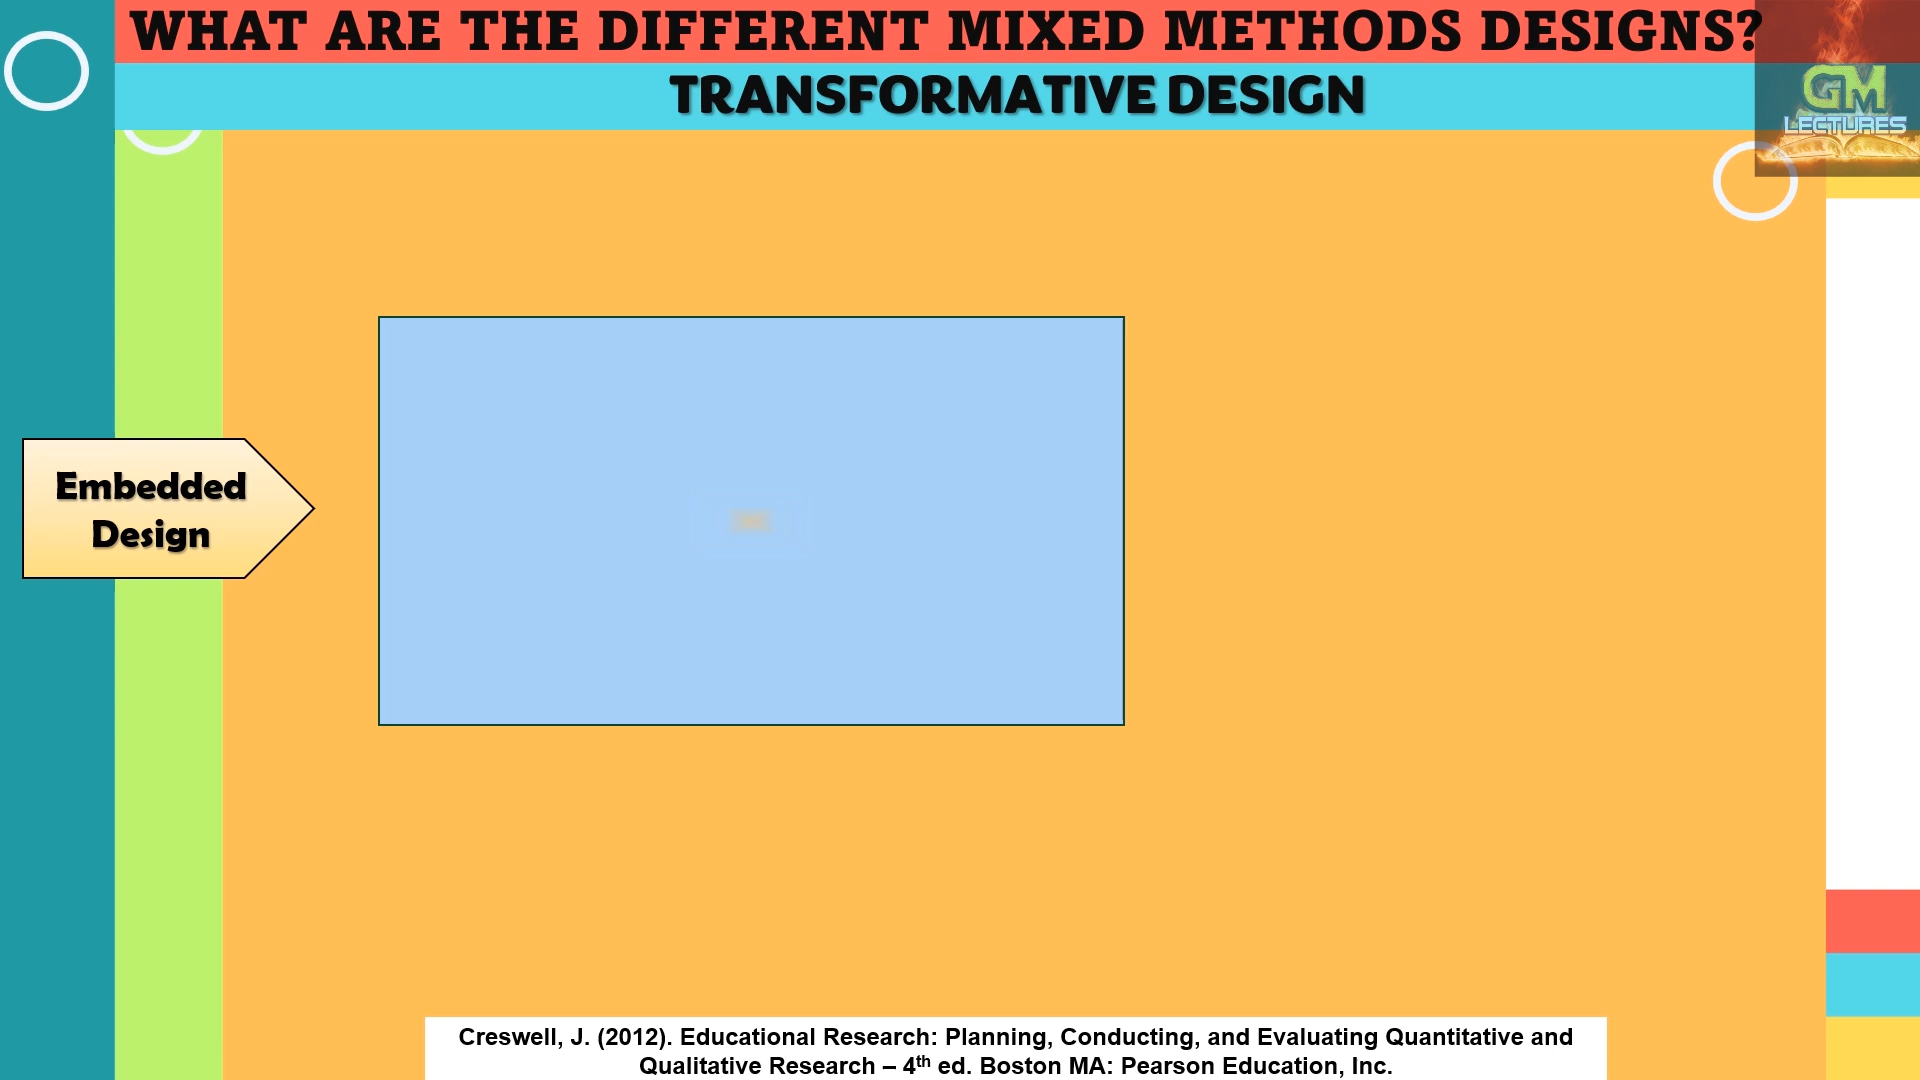 WHAT ARE THE DIFFERENT MIXED METHODS DESIGNS?
TRANSFORMATIVE DESIGN
GM
LECTURES
Embedded
Design
Creswell, J. (2012). Educational Research: Planning, Conducting, and Evaluating Quantitative and
Qualitative Research – 4th ed. Boston MA: Pearson Education, Inc.